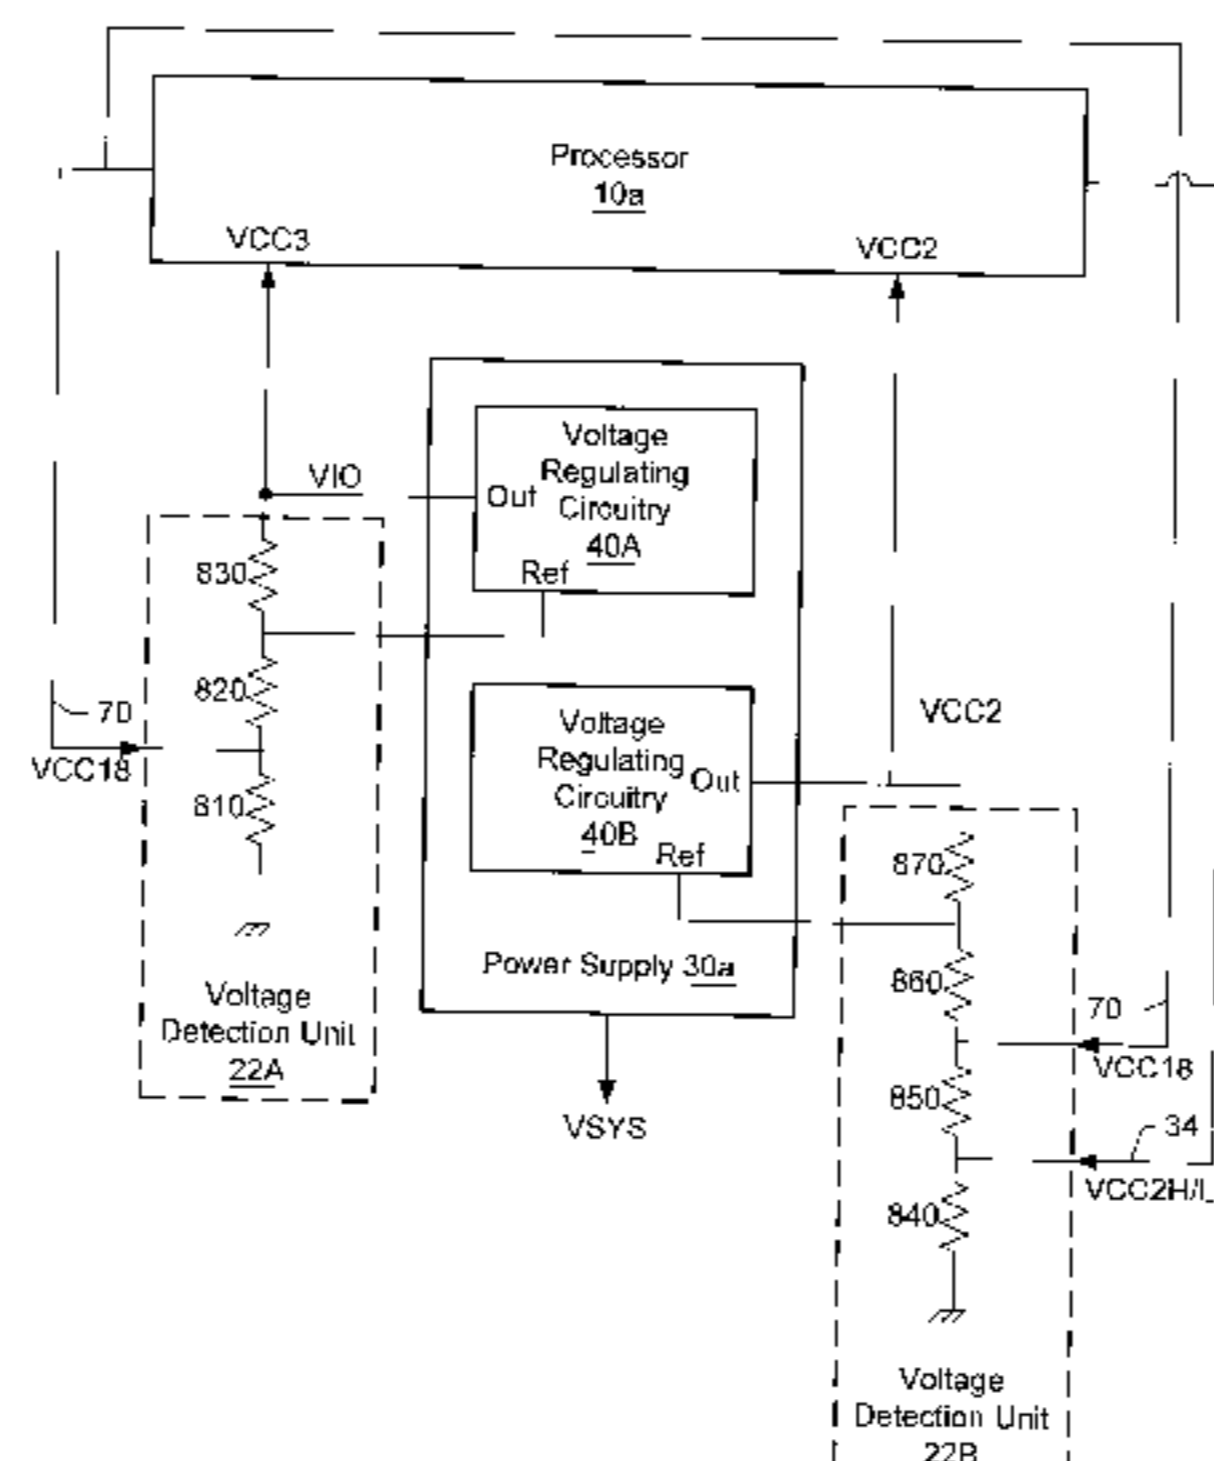 Processor
10a
VCC3
VCC2
Voltage
Regulating
Circuitry
40A
Out
Ref
VIO
830
820
810
70
VCC18
Voltage
Detection Unit
22A
Voltage
Regulating
Circuitry
40B
Out
Ref
Power Supply 30a
VSYS
VCC2
870
860
850
840
70
VCC18
34
VCC2H/L
Voltage
Detection Unit
22B